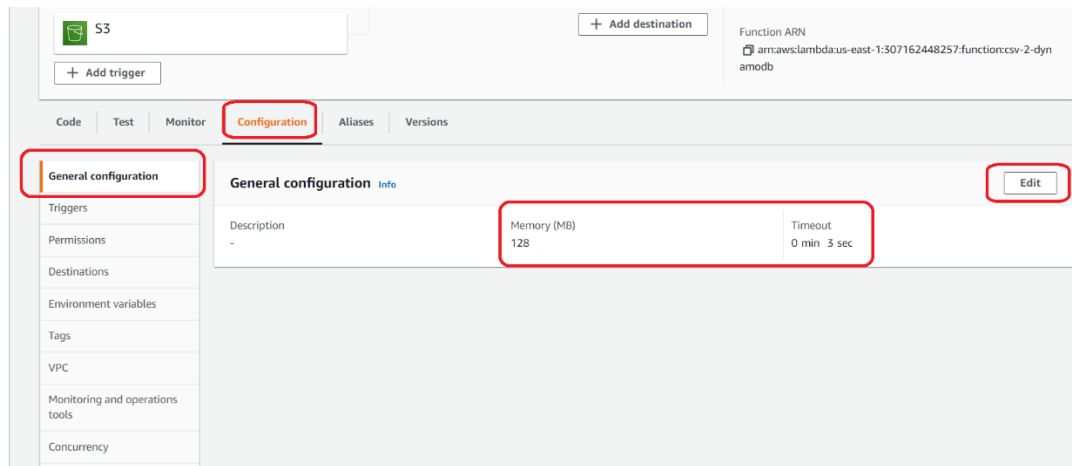 S3
+ Add trigger
+ Add destination
Function ARN
arn:aws:lambda:us-east-1:307162448257:function:csv-2-dyn
amodb
Code
Test
Monitor
Configuration
Aliases
Versions
General configuration
Triggers
Permissions
Destinations
Environment variables
Tags
VPC
Monitoring and operations
tools
Concurrency
General configuration Info
Edit
Description
-
Memory (MB)
128
Timeout
0 min 3 sec